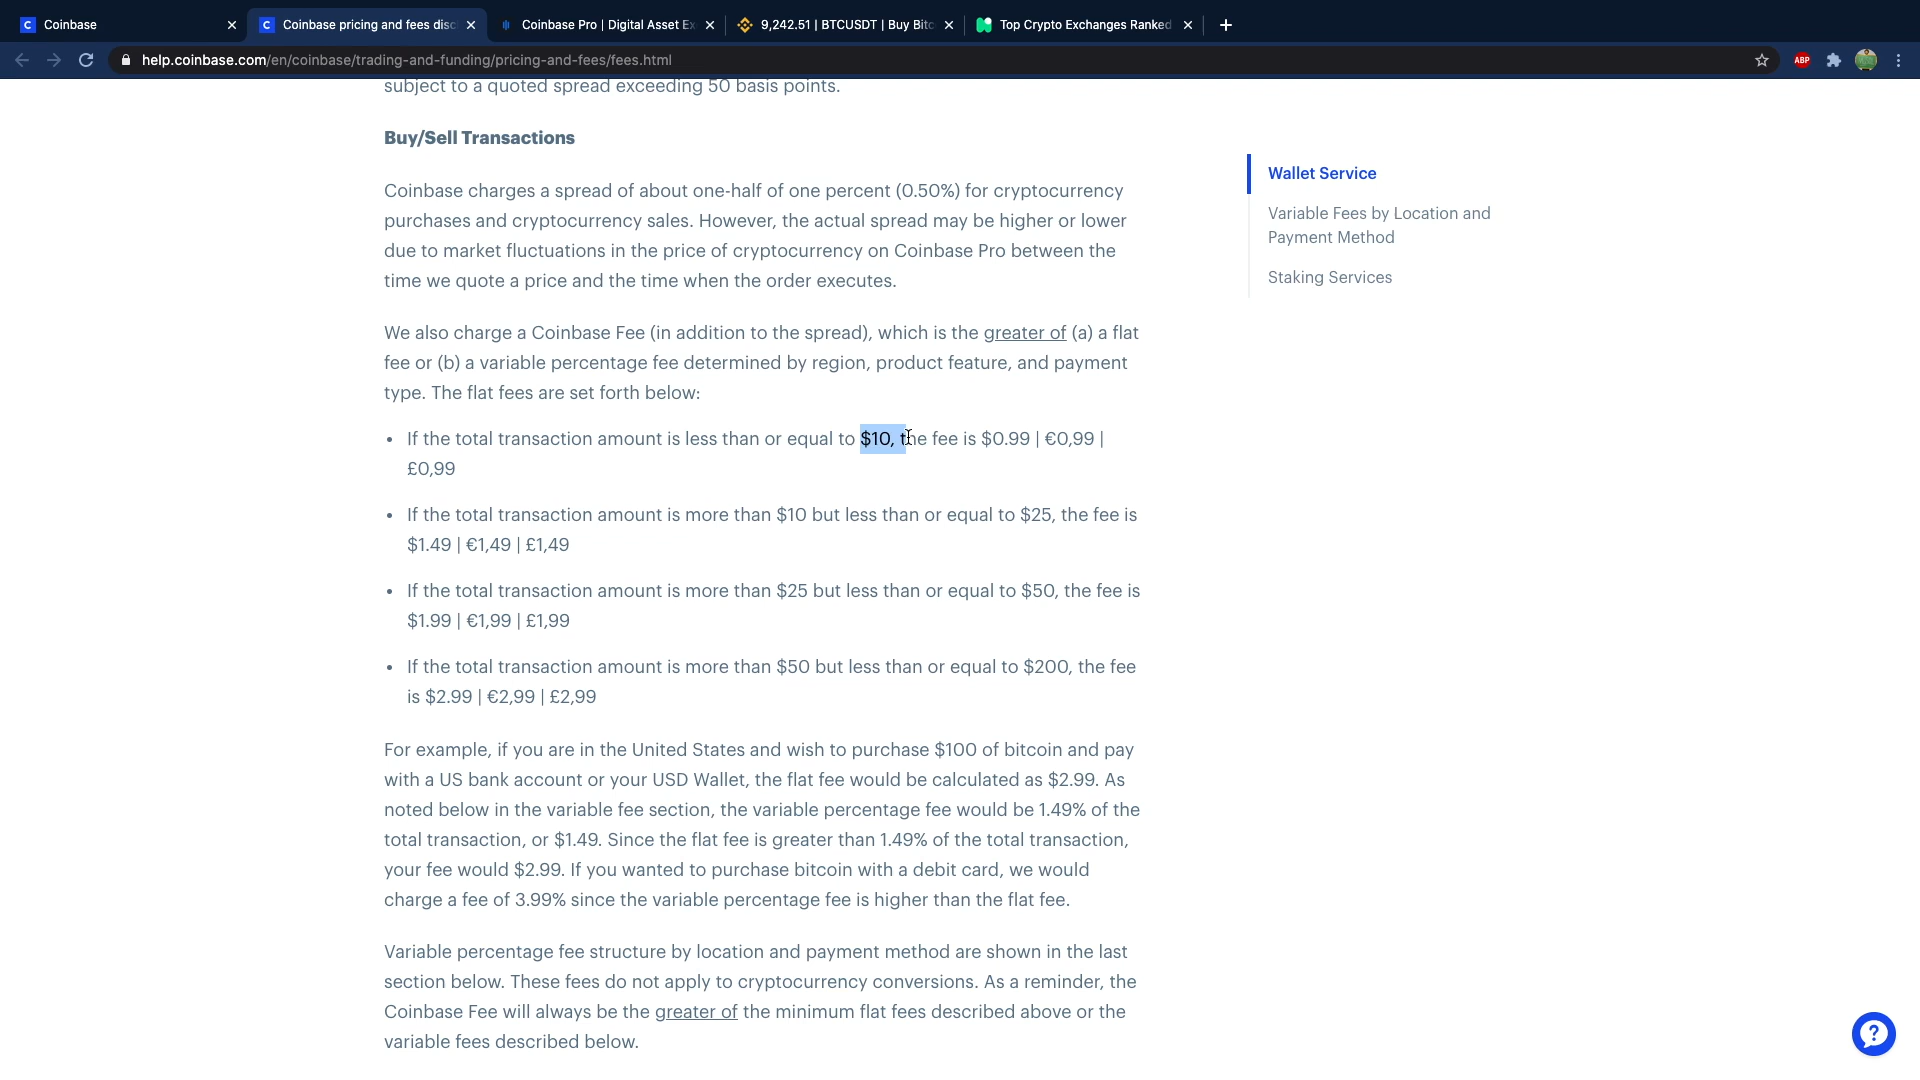 Coinbase
Coinbase pricing and fees disc
Coinbase Pro | Digital Asset Ex
9,242.51 | BTCUSDT | Buy Bitc
Top Crypto Exchanges Ranked
help.coinbase.com/en/coinbase/trading-and-funding/pricing-and-fees/fees.html
ABP
subject to a quoted spread exceeding 50 basis points.
Buy/Sell Transactions
Coinbase charges a spread of about one-half of one percent (0.50%) for cryptocurrency
purchases and cryptocurrency sales. However, the actual spread may be higher or lower
due to market fluctuations in the price of cryptocurrency on Coinbase Pro between the
time we quote a price and the time when the order executes.
We also charge a Coinbase Fee (in addition to the spread), which is the greater of (a) a flat
fee or (b) a variable percentage fee determined by region, product feature, and payment
type. The flat fees are set forth below:
• If the total transaction amount is less than or equal to $10, the fee is $0.99 | €0,99 |
£0,99
• If the total transaction amount is more than $10 but less than or equal to $25, the fee is
$1.49 | €1,49 | £1,49
• If the total transaction amount is more than $25 but less than or equal to $50, the fee is
$1.99 | €1,99 | £1,99
• If the total transaction amount is more than $50 but less than or equal to $200, the fee
is $2.99 | €2,99 | £2,99
For example, if you are in the United States and wish to purchase $100 of bitcoin and pay
with a US bank account or your USD Wallet, the flat fee would be calculated as $2.99. As
noted below in the variable fee section, the variable percentage fee would be 1.49% of the
total transaction, or $1.49. Since the flat fee is greater than 1.49% of the total transaction,
your fee would $2.99. If you wanted to purchase bitcoin with a debit card, we would
charge a fee of 3.99% since the variable percentage fee is higher than the flat fee.
Variable percentage fee structure by location and payment method are shown in the last
section below. These fees do not apply to cryptocurrency conversions. As a reminder, the
Coinbase Fee will always be the greater of the minimum flat fees described above or the
variable fees described below.
Wallet Service
Variable Fees by Location and
Payment Method
Staking Services